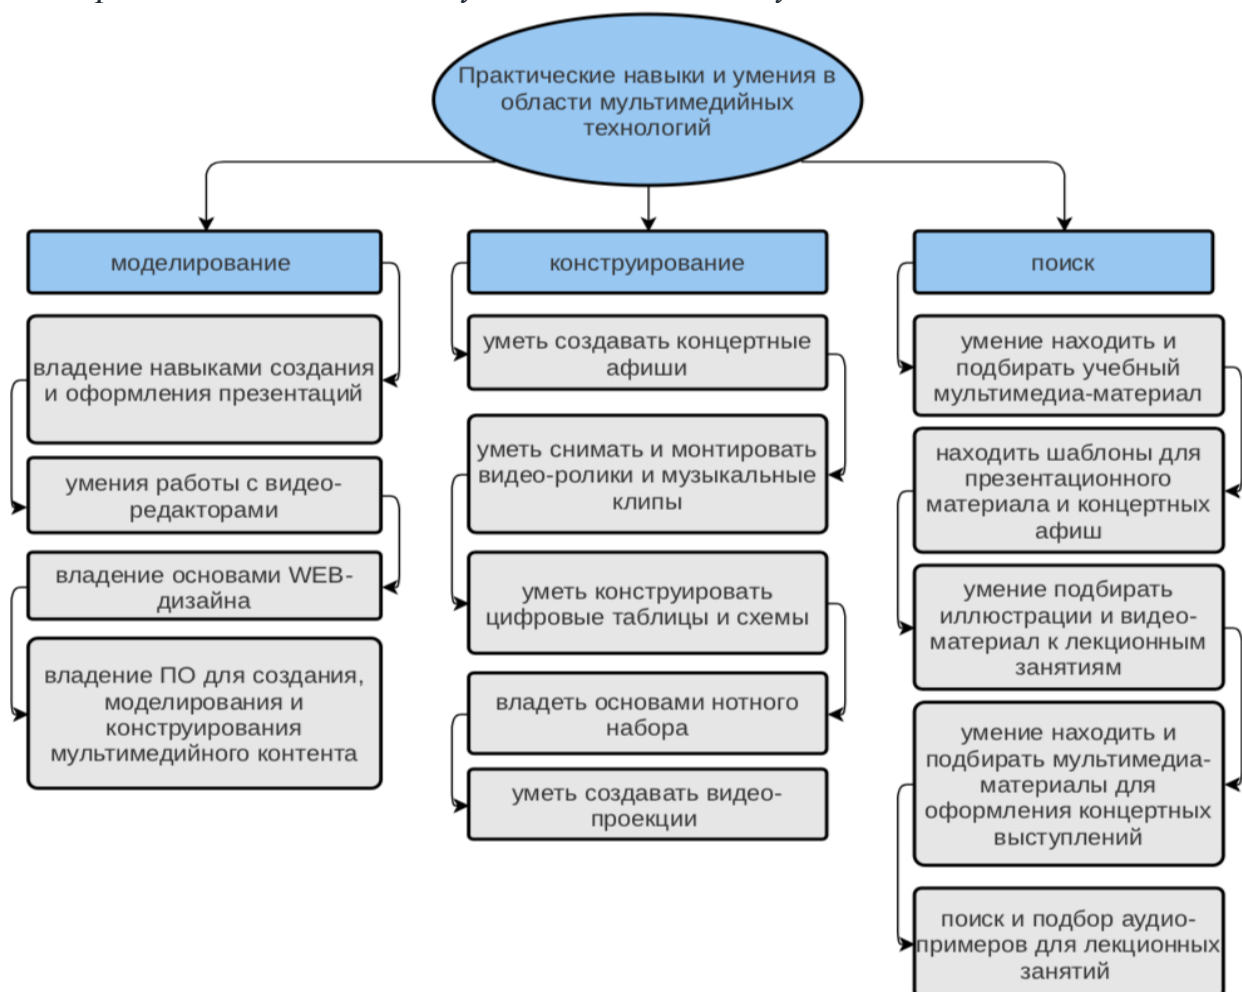 Практические навыки и умения в
области мультимедийных
технологий
моделирование
владение навыками создания
и оформления презентаций
умения работы с видео-
редакторами
владение основами WEB-
дизайна
владение ПО для создания,
моделирования и
конструирования
мультимедийного контента
конструирование
уметь создавать концертные
афиши
уметь снимать и монтировать
видео-ролики и музыкальные
клипы
уметь конструировать
цифровые таблицы и схемы
владеть основами нотного
набора
уметь создавать видео-
проекции
поиск
умение находить и
подбирать учебный
мультимедиа-материал
находить шаблоны для
презентационного
материала и концертных
афиш
умение подбирать
иллюстрации и видео-
материал к лекционным
занятиям
умение находить и
подбирать мультимедиа-
материалы для
оформления концертных
выступлений
поиск и подбор аудио-
примеров для лекционных
занятий